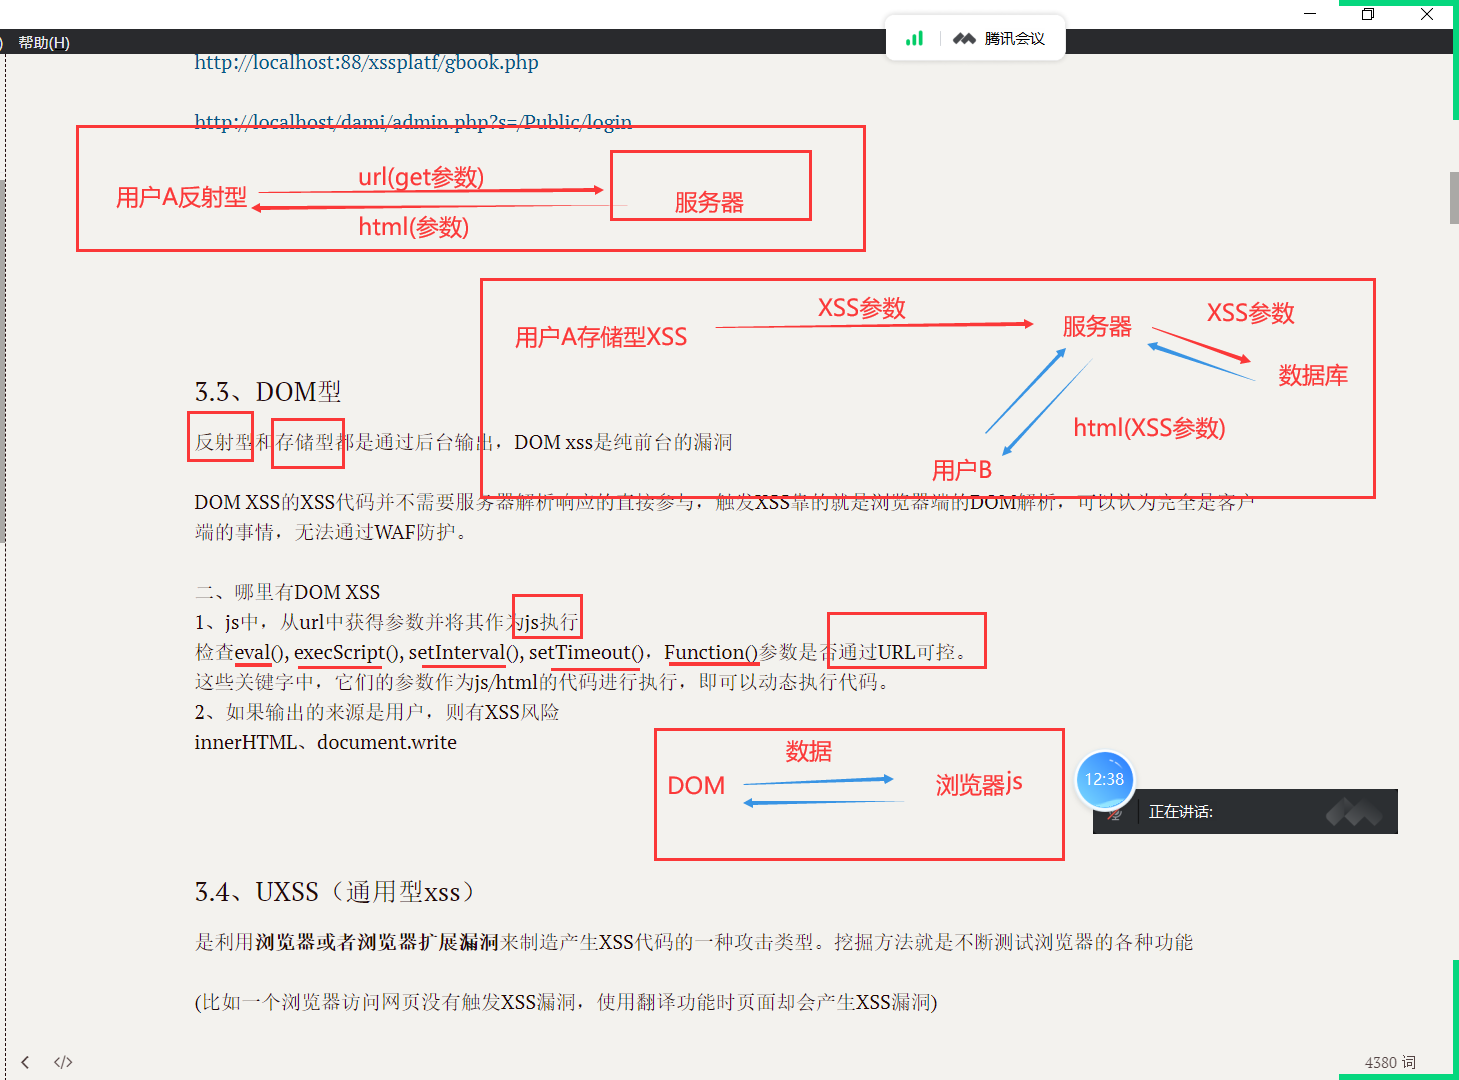 ) 帮助(H)
腾讯会议
http://localhost:88/xssplatf/gbook.php
http://localhost/dami/admin.php?s=/Public/login
url(get参数)
用户A反射型
服务器
html(参数)
XSS参数
XSS参数
用户A存储型XSS
服务器
数据库
html(XSS参数)
用户B
3.3、DOM型
反射型和存储型都是通过后台输出，DOM xss是纯前台的漏洞
DOM XSS的XSS代码并不需要服务器解析响应的直接参与，触发XSS靠的就是浏览器端的DOM解析，可以认为完全是客户
端的事情，无法通过WAF防护。
二、哪里有DOM XSS
1、js中，从url中获得参数并将其作为js执行
检查eval(), execScript(), setInterval(), setTimeout()，Function()参数是否通过URL可控。
这些关键字中，它们的参数作为js/html的代码进行执行，即可以动态执行代码。
2、如果输出的来源是用户，则有XSS风险
innerHTML、document.write
数据
DOM
浏览器js
12:38
正在讲话:
3.4、UXSS（通用型xss）
是利用浏览器或者浏览器扩展漏洞来制造产生XSS代码的一种攻击类型。挖掘方法就是不断测试浏览器的各种功能
(比如一个浏览器访问网页没有触发XSS漏洞，使用翻译功能时页面却会产生XSS漏洞)
4380 词